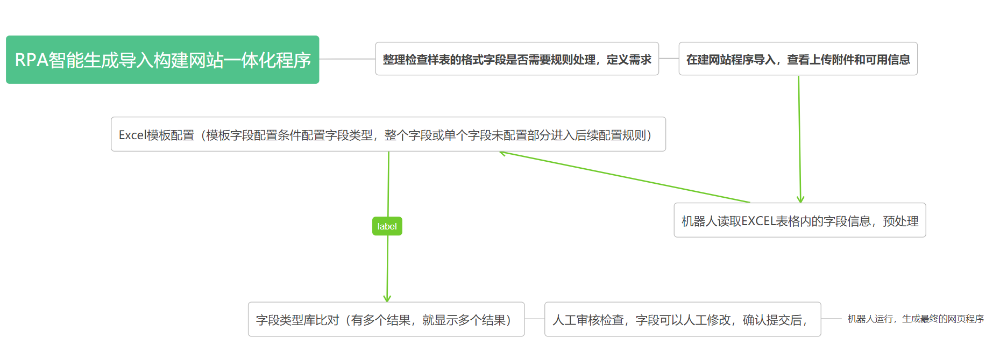 RPA智能生成导入构建网站一体化程序
整理检查样表的格式字段是否需要规则处理，定义需求
在建网站程序导入，查看上传附件和可用信息
Excel模板配置（模板字段配置条件配置字段类型，整个字段或单个字段未配置部分进入后续配置规则）
机器人读取EXCEL表格内的字段信息，预处理
label
字段类型库比对（有多个结果，就显示多个结果）
人工审核检查，字段可以人工修改，确认提交后，
机器人运行，生成最终的网页程序